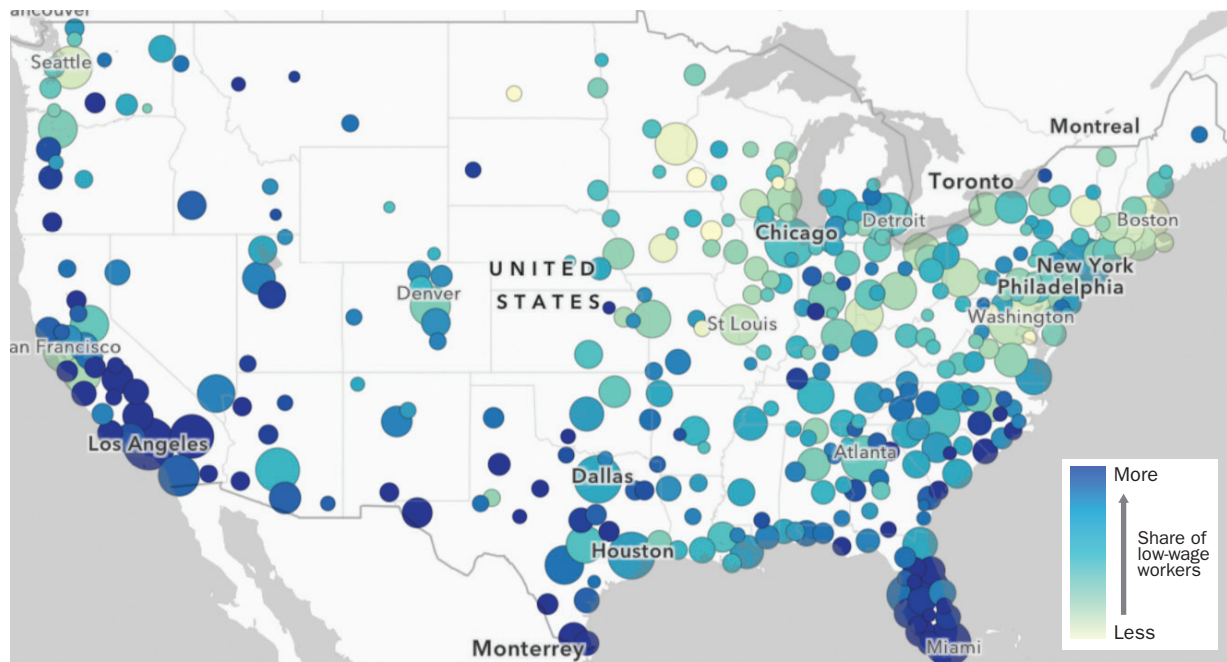 ancouver
Seattle
Montreal
Toronto
Boston
Detroit
Chicago
UNITED
STATES
New York
Philadelphia
Denver
St Louis
Washington
an Francisco
Los Angeles
Atlanta
Dallas
Houston
Monterrey
Miami
More
Share of
low-wage
workers
Less